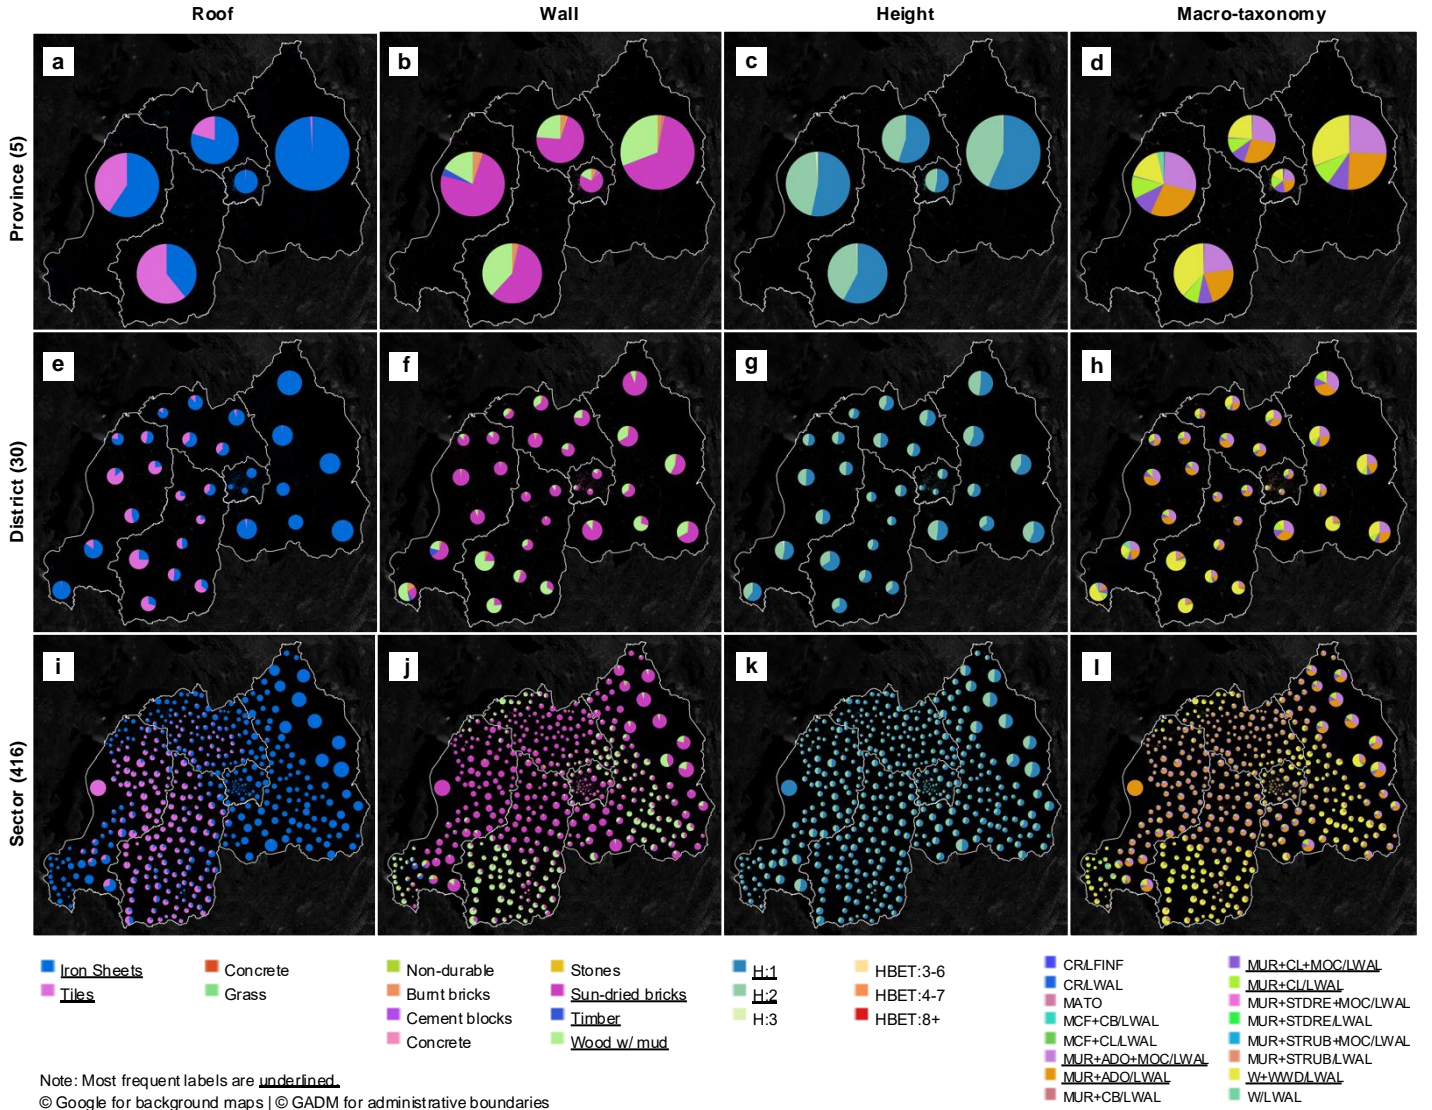 Roof Wall Height Macro-taxonomy
Province (5)
a b c d
District (30)
e f g h
Sector (416)
i j k l
Iron Sheets
Tiles
Concrete
Grass
Non-durable
Burnt bricks
Cement blocks
Concrete
Stones
Sun-dried bricks
Timber
Wood w/ mud
H:1
H:2
H:3
HBET:3-6
HBET:4-7
HBET:8+
CR/LFINF
CR/LWAL
MATO
MCF+CB/LWAL
MCF+CL/LWAL
MUR+ADO+MOC/LWAL
MUR+ADO/LWAL
MUR+CB/LWAL
MUR+CL+MOC/LWAL
MUR+CL/LWAL
MUR+STDRE+MOC/LWAL
MUR+STDRE/LWAL
MUR+STRUB+MOC/LWAL
MUR+STRUB/LWAL
W+WWD/LWAL
W/LWAL
Note: Most frequent labels are underlined.
© Google for background maps | © GADM for administrative boundaries